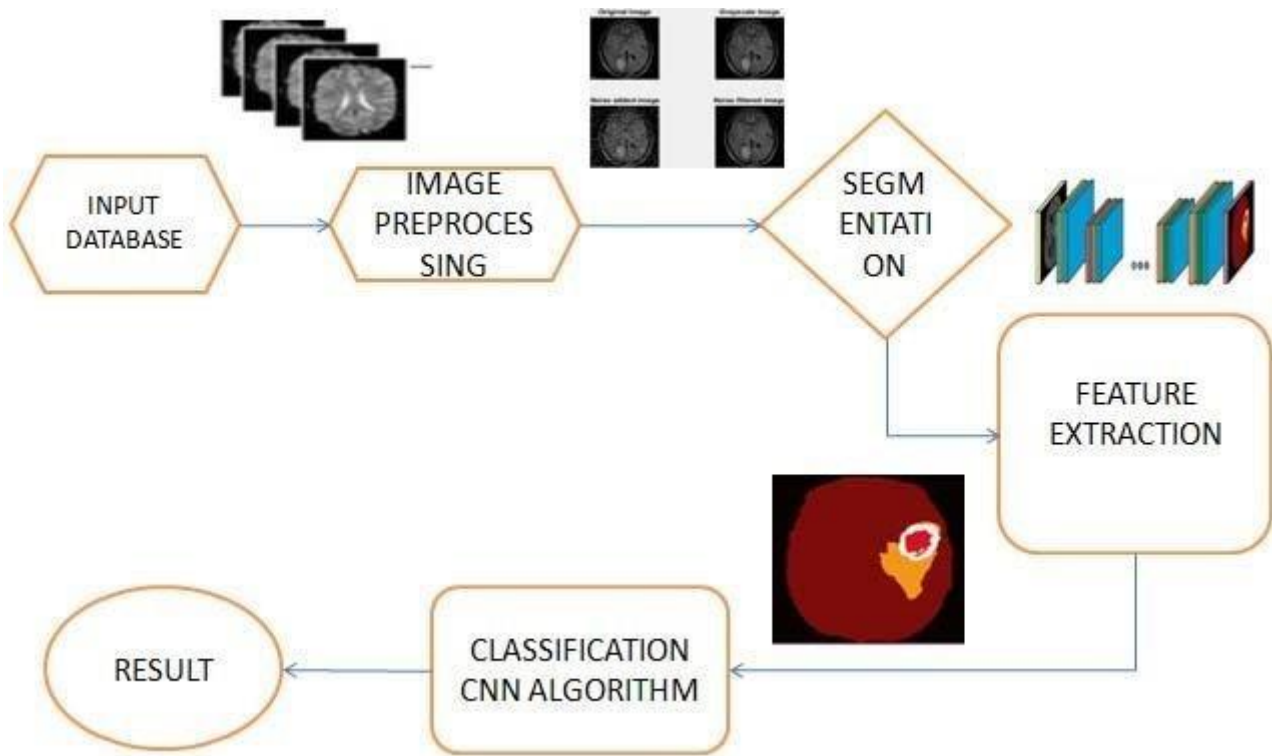 Original Image
Grayscale Image
Noise added image
Noise filtered image
INPUT
DATABASE
IMAGE
PREPROCES
SING
SEGM
ENTATI
ON
FEATURE
EXTRACTION
CLASSIFICATION
CNN ALGORITHM
RESULT